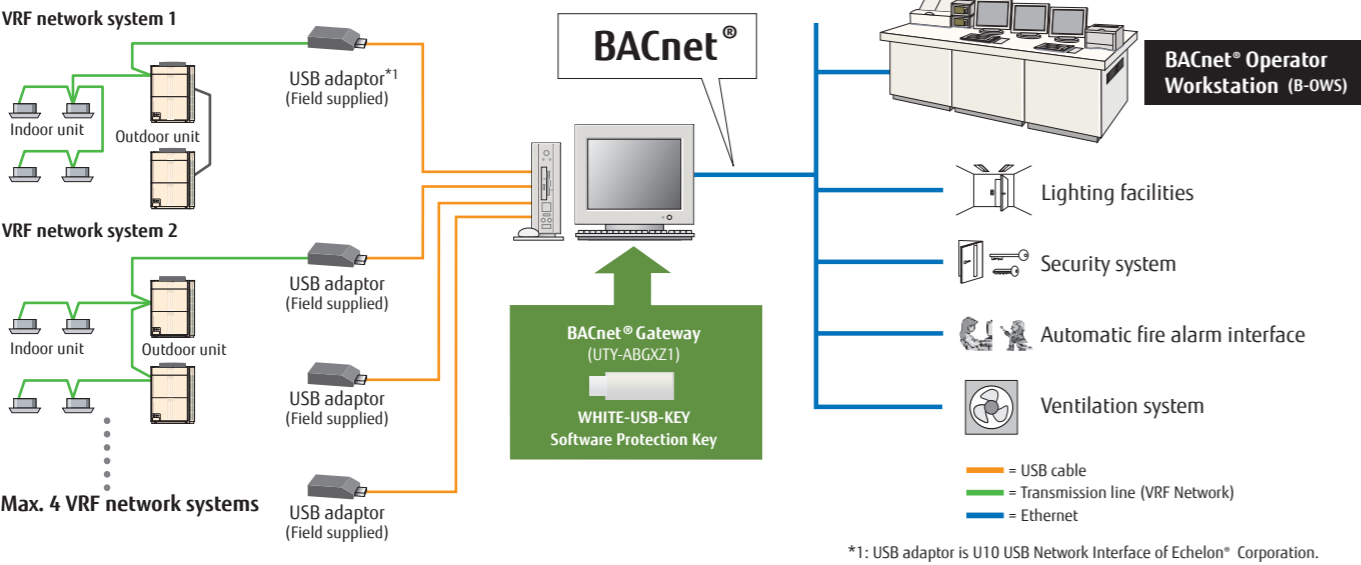 VRF network system 1
USB adaptor*1
(Field supplied)
Indoor unit
Outdoor unit
VRF network system 2
USB adaptor
(Field supplied)
Indoor unit
Outdoor unit
USB adaptor
(Field supplied)
Max. 4 VRF network systems
USB adaptor
(Field supplied)
BACnet®
BACnet® Gateway
(UTY-ABGXZ1)
WHITE-USB-KEY
Software Protection Key
BACnet® Operator
Workstation (B-OWS)
Lighting facilities
Security system
Automatic fire alarm interface
Ventilation system
= USB cable
= Transmission line (VRF Network)
= Ethernet
*1: USB adaptor is U10 USB Network Interface of Echelon® Corporation.